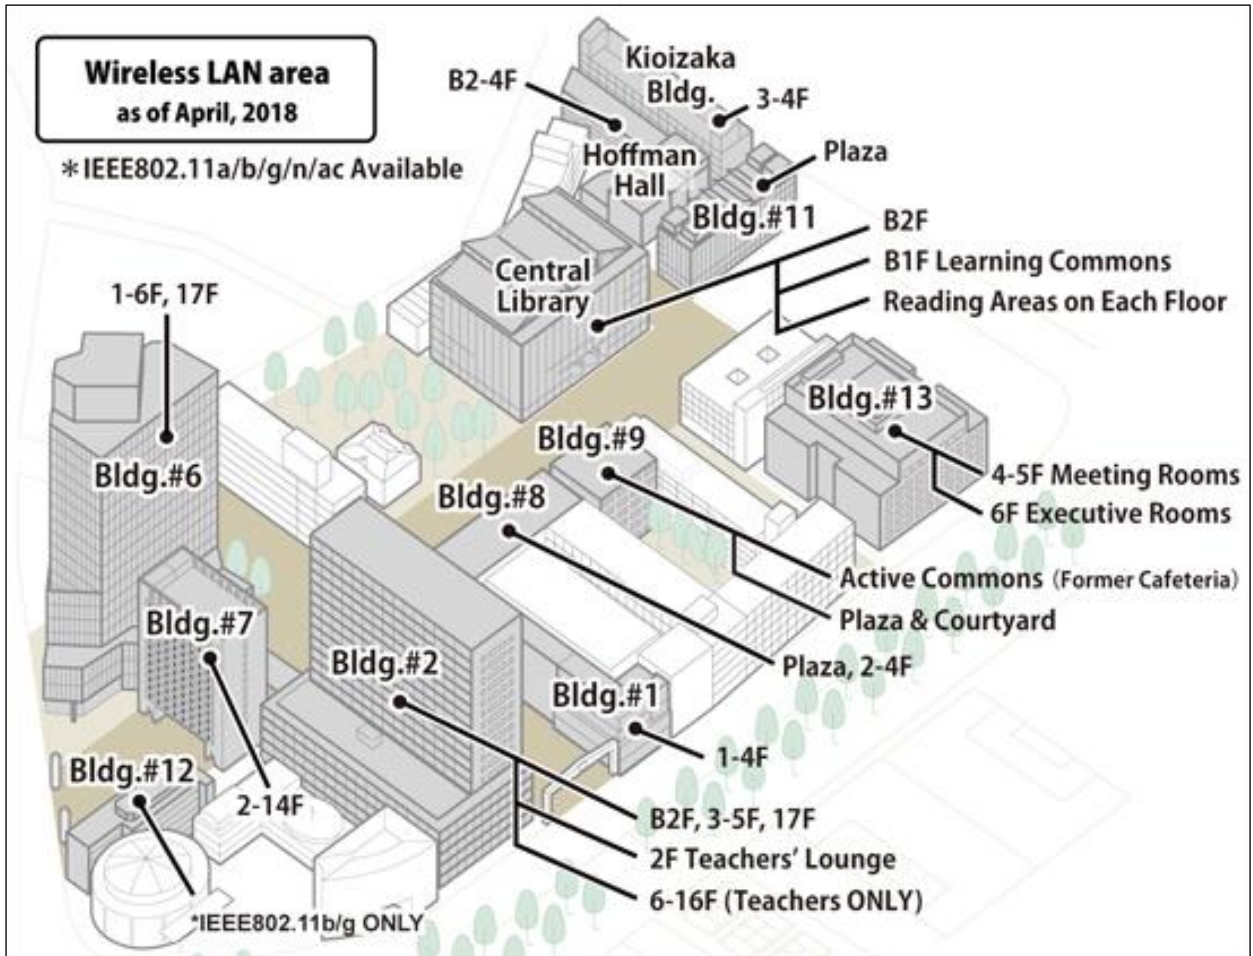 Wireless LAN area
as of April, 2018
*IEEE802.11a/b/g/n/ac Available
Kioizaka
Bldg.
B2-4F
3-4F
Hoffman
Hall
Plaza
Bldg.#11
B2F
B1F Learning Commons
Reading Areas on Each Floor
Central
Library
1-6F, 17F
Bldg.#6
Bldg.#13
4-5F Meeting Rooms
6F Executive Rooms
Bldg.#9
Active Commons (Former Cafeteria)
Plaza & Courtyard
Bldg.#8
Plaza, 2-4F
Bldg.#7
2-14F
Bldg.#2
B2F, 3-5F, 17F
2F Teachers' Lounge
6-16F (Teachers ONLY)
Bldg.#1
1-4F
Bldg.#12
*IEEE802.11b/g ONLY